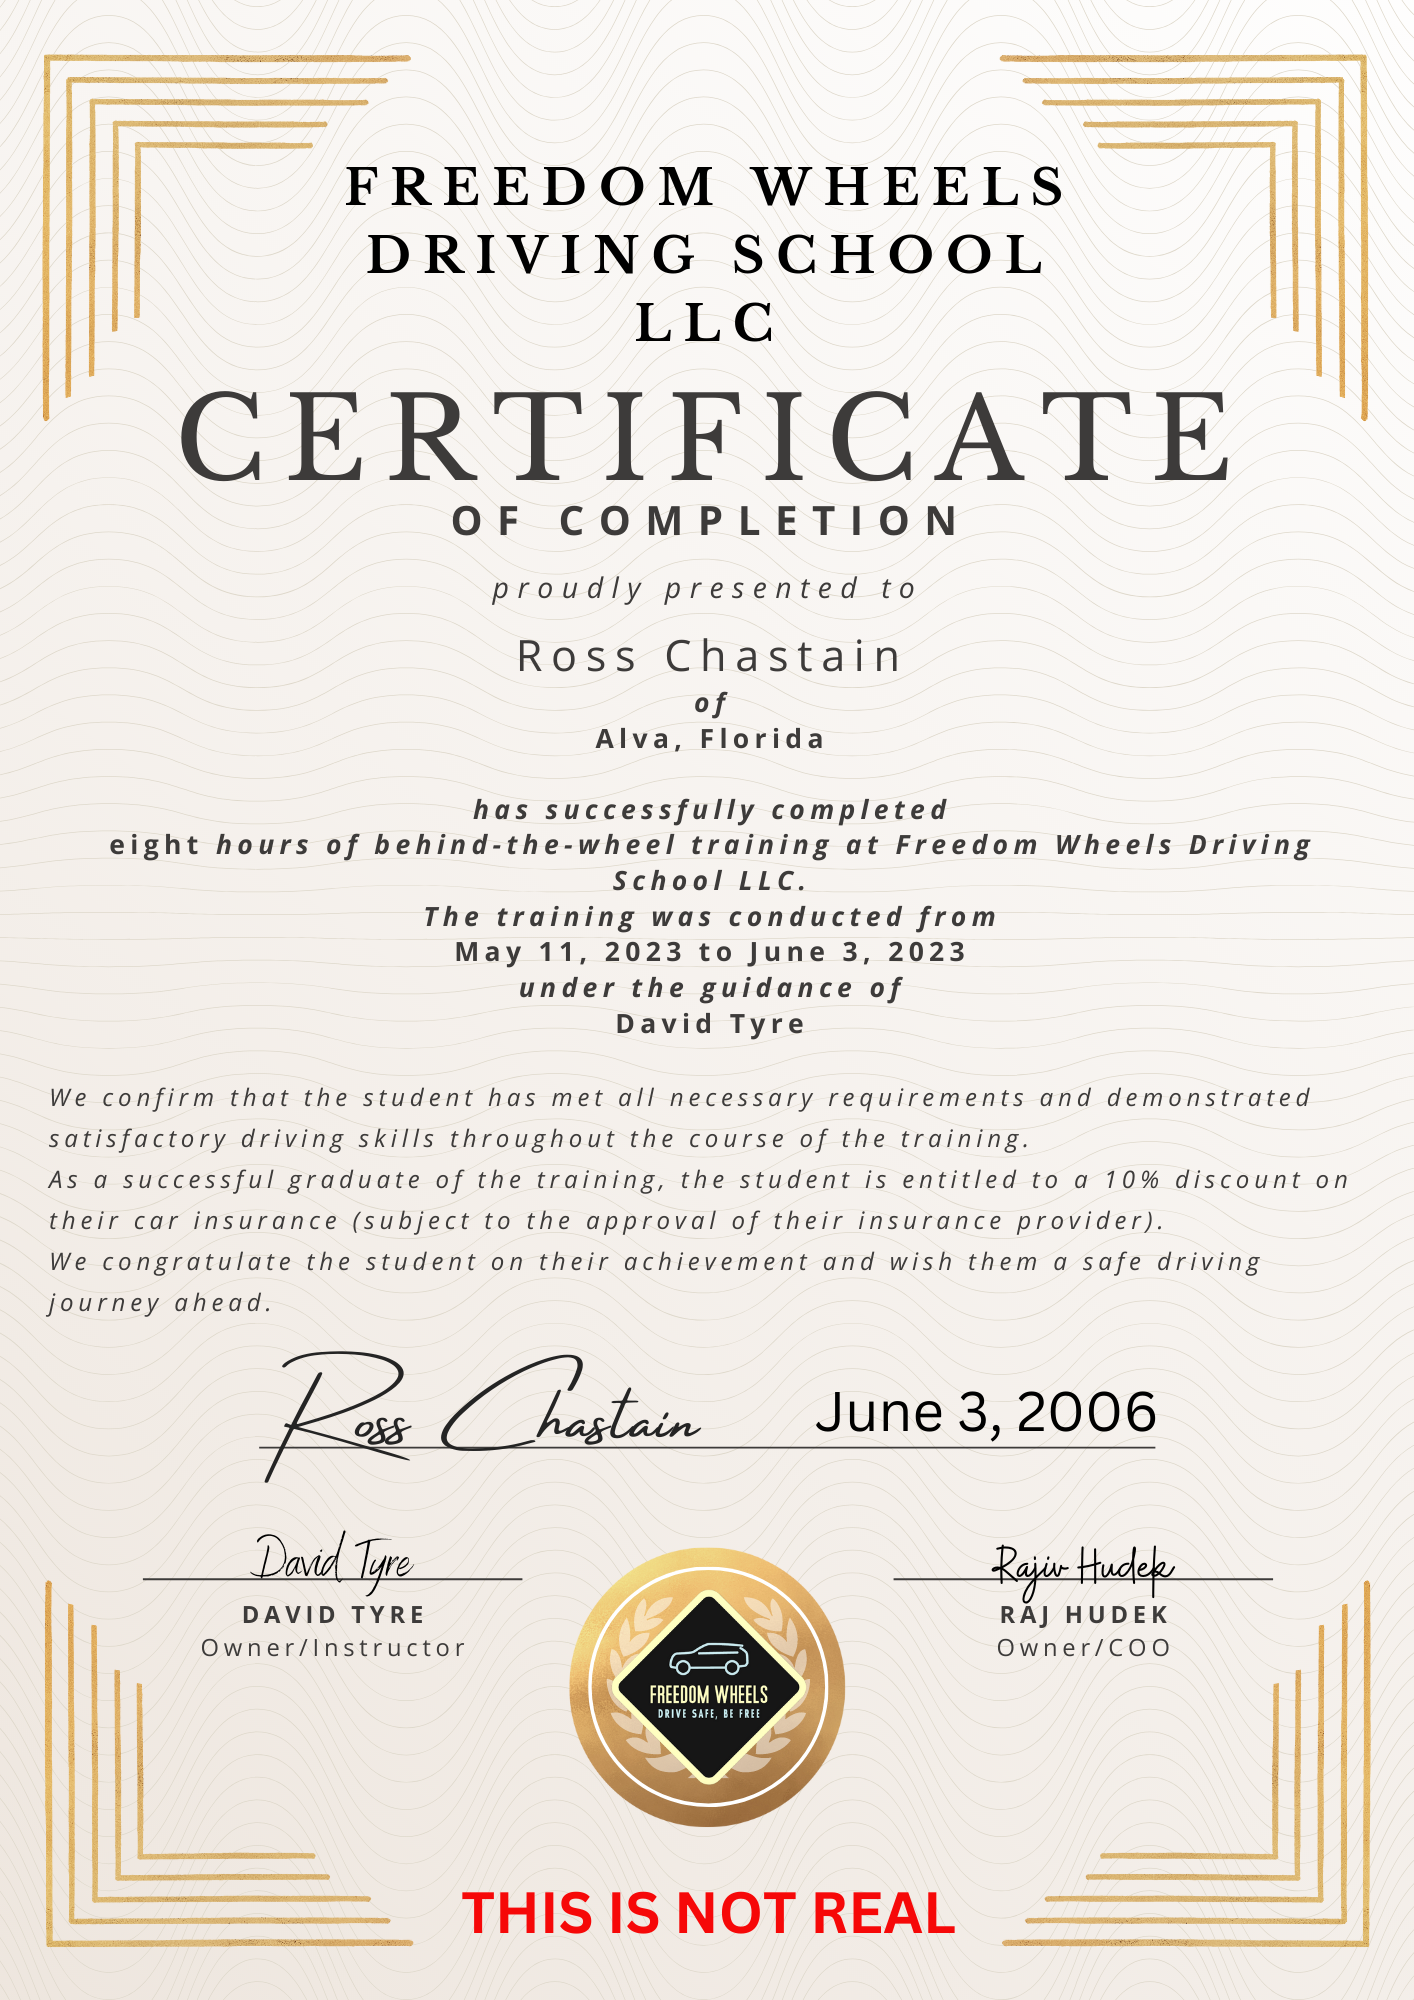 FREEDOM WHEELS
DRIVING SCHOOL
LLC
CERTIFICATE
OF COMPLETION
proudly presented to
Ross Chastain
of
Alva, Florida
has successfully completed
eight hours of behind-the-wheel training at Freedom Wheels Driving
School LLC.
The training was conducted from
May 11, 2023 to June 3, 2023
under the guidance of
David Tyre
We confirm that the student has met all necessary requirements and demonstrated
satisfactory driving skills throughout the course of the training.
As a successful graduate of the training, the student is entitled to a 10% discount on
their car insurance (subject to the approval of their insurance provider).
We congratulate the student on their achievement and wish them a safe driving
journey ahead.
Ross Chastain June 3, 2006
David Tyre
DAVID TYRE
Owner/Instructor
Rajiv Hudek
RAJ HUDEK
Owner/COO
FREEDOM WHEELS
DRIVE SAFE, BE FREE
THIS IS NOT REAL